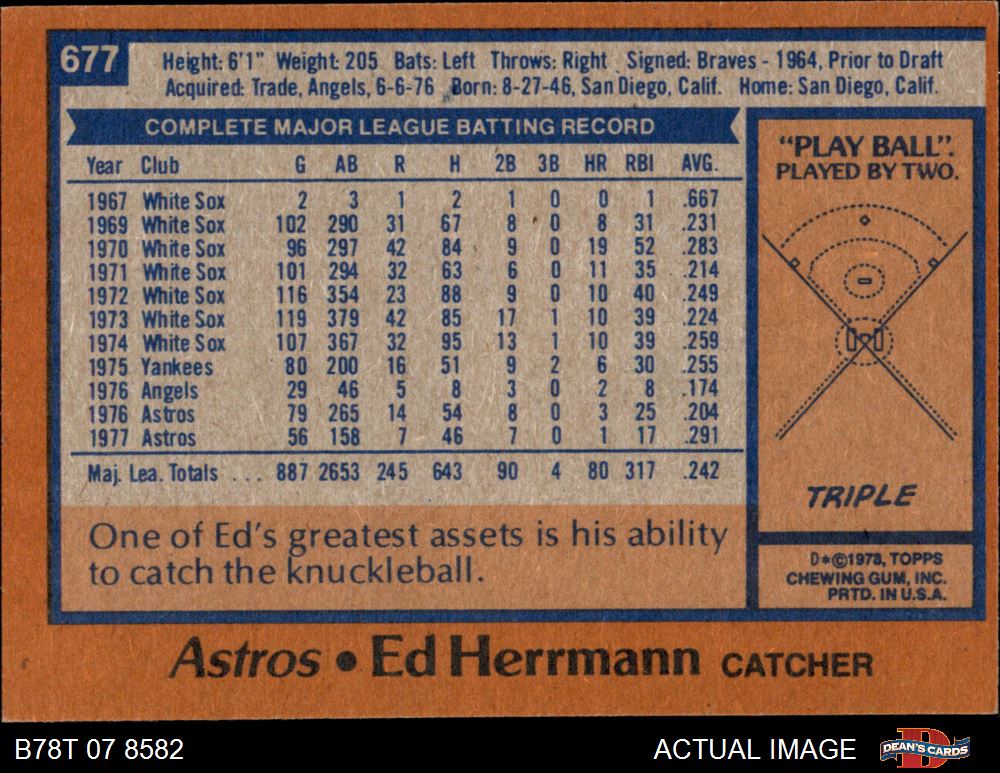 677
Height: 6'1" Weight: 205 Bats: Left Throws: Right Signed: Braves - 1964, Prior to Draft
Acquired: Trade, Angels, 6-6-76 Born: 8-27-46, San Diego, Calif. Home: San Diego, Calif.
COMPLETE MAJOR LEAGUE BATTING RECORD
Year Club G AB R H 2B 3B HR RBI AVG.
1967 White Sox 2 3 1 2 1 0 0 1 .667
1969 White Sox 102 290 31 67 8 0 8 31 .231
1970 White Sox 96 297 42 84 9 0 19 52 .283
1971 White Sox 101 294 32 63 6 0 11 35 .214
1972 White Sox 116 354 23 88 9 0 10 40 .249
1973 White Sox 119 379 42 85 17 1 10 39 .224
1974 White Sox 107 367 32 95 13 1 10 39 .259
1975 Yankees 80 200 16 51 9 2 6 30 .255
1976 Angels 29 46 5 8 3 0 2 8 .174
1976 Astros 79 265 14 54 8 0 3 25 .204
1977 Astros 56 158 7 46 7 0 1 17 .291
Maj. Lea. Totals ... 887 2653 245 643 90 4 80 317 .242
One of Ed's greatest assets is his ability
to catch the knuckleball.
"PLAY BALL".
PLAYED BY TWO.
TRIPLE
D*©1978, TOPPS
CHEWING GUM, INC.
PRTD. IN U.S.A.
Astros • Ed Herrmann CATCHER
B78T 07 8582 ACTUAL IMAGE DEAN'S CARDS